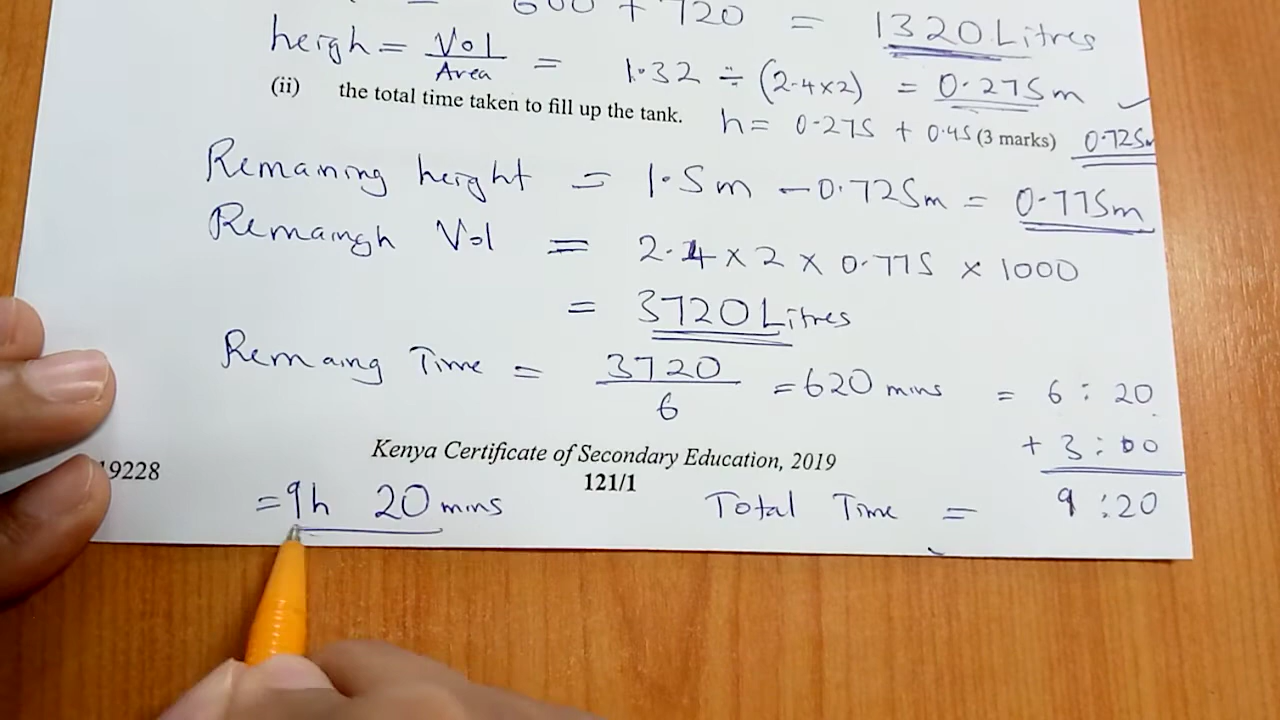 = 600 + 720 = 1320 Litres
heigh = Vol / Area = 1.32 ÷ (2.4×2) = 0.275m
(ii) the total time taken to fill up the tank.
h = 0.275 + 0.45 (3 marks) 0.725m
Remaning height = 1.5m - 0.725m = 0.775m
Remaingh Vol = 2.4 × 2 × 0.775 × 1000
= 3720 Litres
Remaing Time = 3720 / 6 = 620 mins = 6 : 20
+ 3 : 00
Kenya Certificate of Secondary Education, 2019
19228 121/1
= 9h 20 mins Total Time = 9 : 20